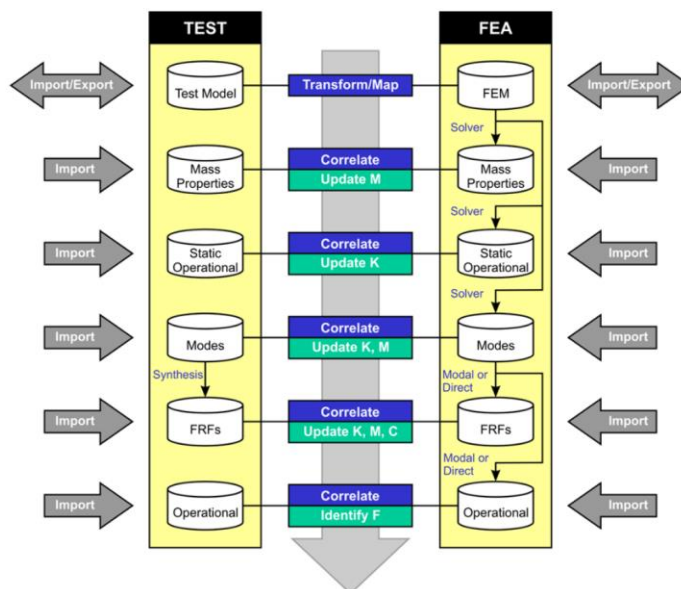 TEST
FEA
Import/Export
Test Model
Transform/Map
FEM
Import/Export
Solver
Import
Mass
Properties
Correlate
Update M
Mass
Properties
Import
Solver
Import
Static
Operational
Correlate
Update K
Static
Operational
Import
Solver
Import
Modes
Correlate
Update K, M
Modes
Import
Synthesis
Modal or
Direct
Import
FRFs
Correlate
Update K, M, C
FRFs
Import
Modal or
Direct
Import
Operational
Correlate
Identify F
Operational
Import